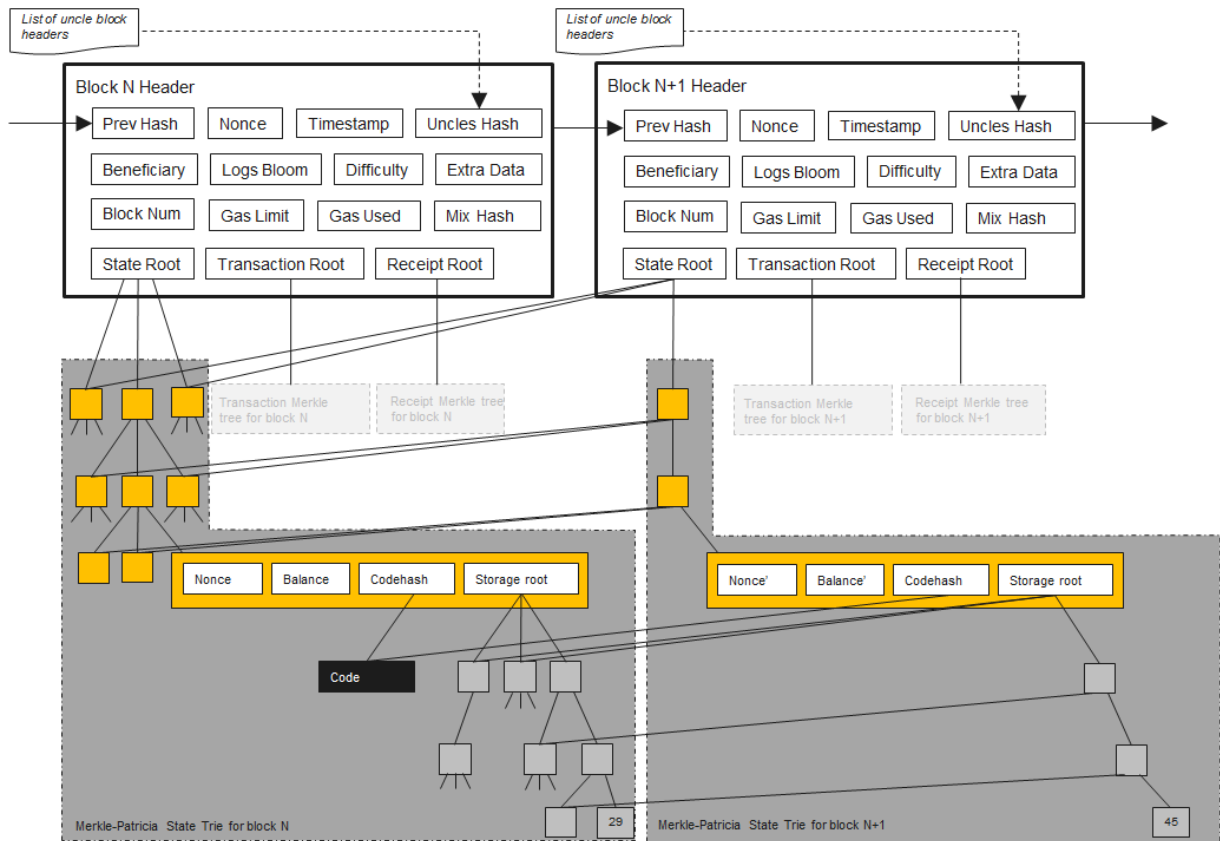 List of uncle block
headers
List of uncle block
headers
Block N Header
Prev Hash
Nonce
Timestamp
Uncles Hash
Beneficiary
Logs Bloom
Difficulty
Extra Data
Block Num
Gas Limit
Gas Used
Mix Hash
State Root
Transaction Root
Receipt Root
Block N+1 Header
Prev Hash
Nonce
Timestamp
Uncles Hash
Beneficiary
Logs Bloom
Difficulty
Extra Data
Block Num
Gas Limit
Gas Used
Mix Hash
State Root
Transaction Root
Receipt Root
Transaction Merkle
tree for block N
Receipt Merkle tree
for block N
Transaction Merkle
tree for block N+1
Receipt Merkle tree
for block N+1
Nonce
Balance
Codehash
Storage root
Nonce'
Balance'
Codehash
Storage root
Code
29
Merkle-Patricia State Trie for block N
45
Merkle-Patricia State Trie for block N+1